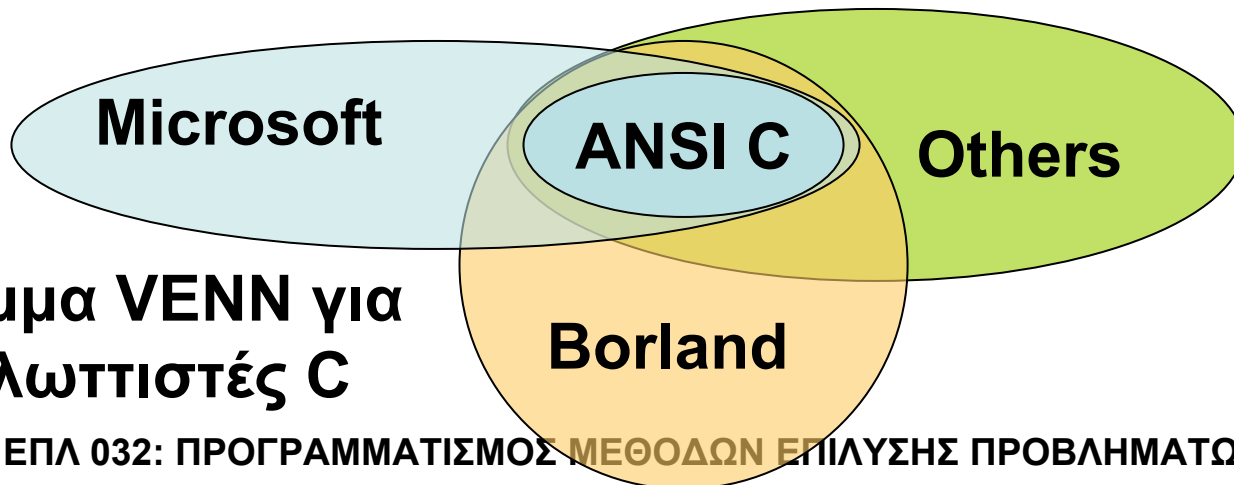 Microsoft
ANSI C
Others
μμα VENN για
λωττιστές C
Borland
ΕΠΛ 032: ΠΡΟΓΡΑΜΜΑΤΙΣΜΟΣ ΜΕΘΟΔΩΝ ΕΠΙΛΥΣΗΣ ΠΡΟΒΛΗΜΑΤΩ